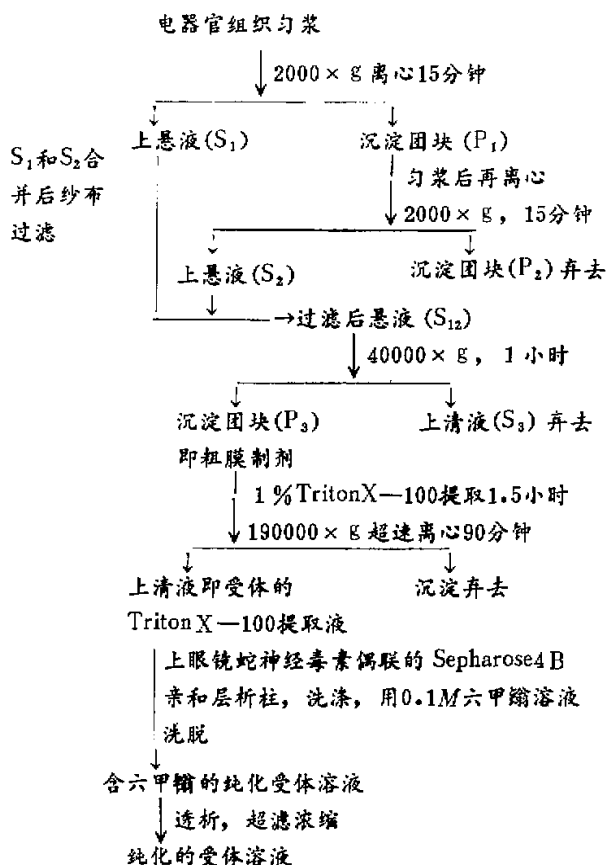 电器官组织匀浆
2000×g 离心15分钟
上悬液(S₁)
沉淀团块(P₁)
S₁和S₂合
并后纱布
过滤
匀浆后再离心
2000×g, 15分钟
上悬液(S₂)
沉淀团块(P₂)弃去
过滤后悬液(S₁₂)
40000×g, 1小时
沉淀团块(P₃)
即粗膜制剂
上清液(S₃)弃去
1%TritonX—100提取1.5小时
190000×g超速离心90分钟
上清液即受体的
TritonX—100提取液
沉淀弃去
上眼镜蛇神经毒素偶联的 Sepharose4B
亲和层析柱, 洗涤, 用0.1M六甲鎓溶液
洗脱
含六甲鎓的纯化受体溶液
透析, 超滤浓缩
纯化的受体溶液